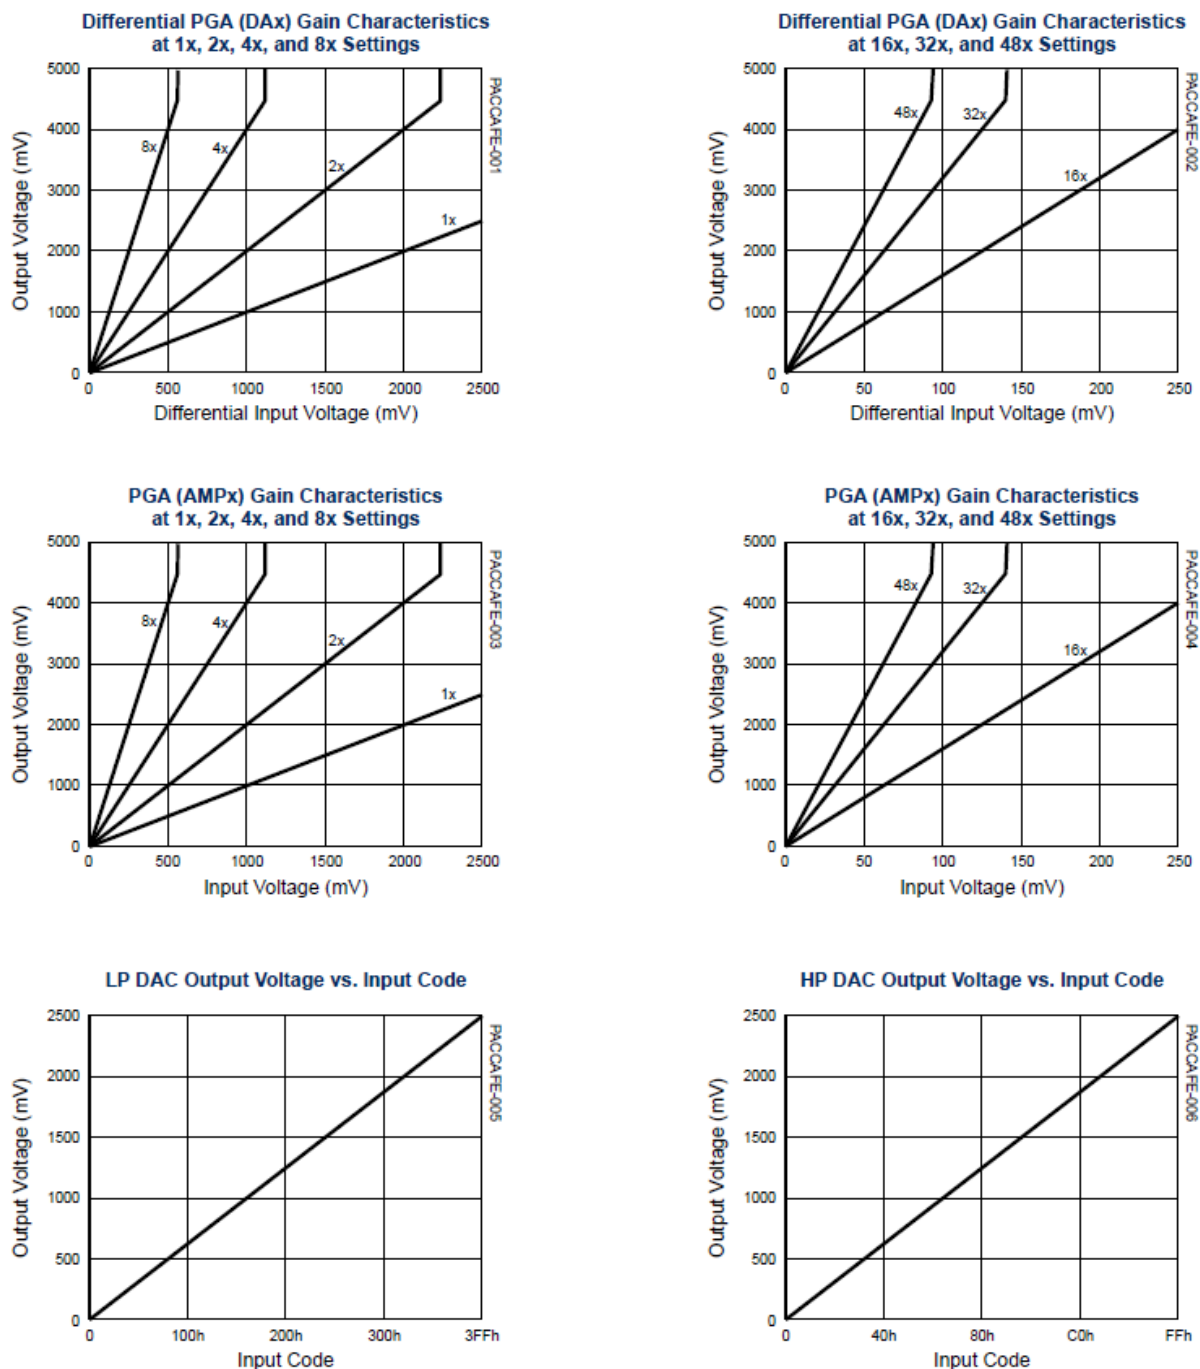 Differential PGA (DAx) Gain Characteristics
at 1x, 2x, 4x, and 8x Settings
5000
4000
3000
2000
1000
0
Output Voltage (mV)
8x
4x
2x
1x
PACCAFE-001
0 500 1000 1500 2000 2500
Differential Input Voltage (mV)
Differential PGA (DAx) Gain Characteristics
at 16x, 32x, and 48x Settings
5000
4000
3000
2000
1000
0
Output Voltage (mV)
48x
32x
16x
PACCAFE-002
0 50 100 150 200 250
Differential Input Voltage (mV)
PGA (AMPx) Gain Characteristics
at 1x, 2x, 4x, and 8x Settings
5000
4000
3000
2000
1000
0
Output Voltage (mV)
8x
4x
2x
1x
PACCAFE-003
0 500 1000 1500 2000 2500
Input Voltage (mV)
PGA (AMPx) Gain Characteristics
at 16x, 32x, and 48x Settings
5000
4000
3000
2000
1000
0
Output Voltage (mV)
48x
32x
16x
PACCAFE-004
0 50 100 150 200 250
Input Voltage (mV)
LP DAC Output Voltage vs. Input Code
2500
2000
1500
1000
500
0
Output Voltage (mV)
PACCAFE-005
0 100h 200h 300h 3FFh
Input Code
HP DAC Output Voltage vs. Input Code
2500
2000
1500
1000
500
0
Output Voltage (mV)
PACCAFE-006
0 40h 80h C0h FFh
Input Code